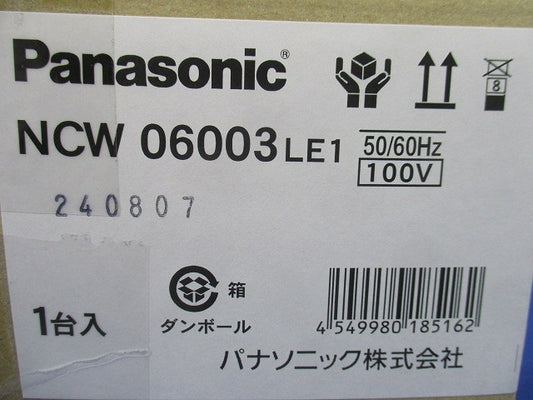 Panasonic®
8
NCW 06003 LE1
50/60Hz
100V
240807
1台入
箱
ダンボール
4 549980 185162
パナソニック株式会社